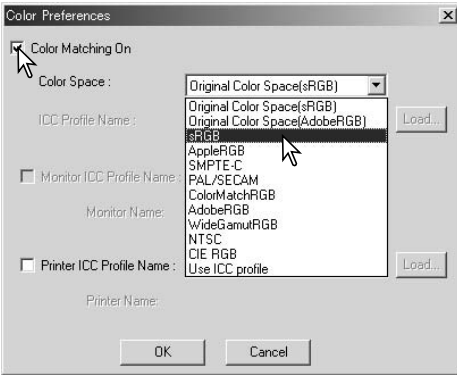 Color Preferences
Color Matching On
Color Space :
Original Color Space(sRGB)
Original Color Space(sRGB)
Original Color Space(AdobeRGB)
sRGB
AppleRGB
SMPTE-C
PAL/SECAM
ColorMatchRGB
AdobeRGB
WideGamutRGB
NTSC
CIE RGB
Use ICC profile
ICC Profile Name :
Load...
Monitor ICC Profile Name :
Monitor Name:
Printer ICC Profile Name :
Load...
Printer Name:
OK
Cancel